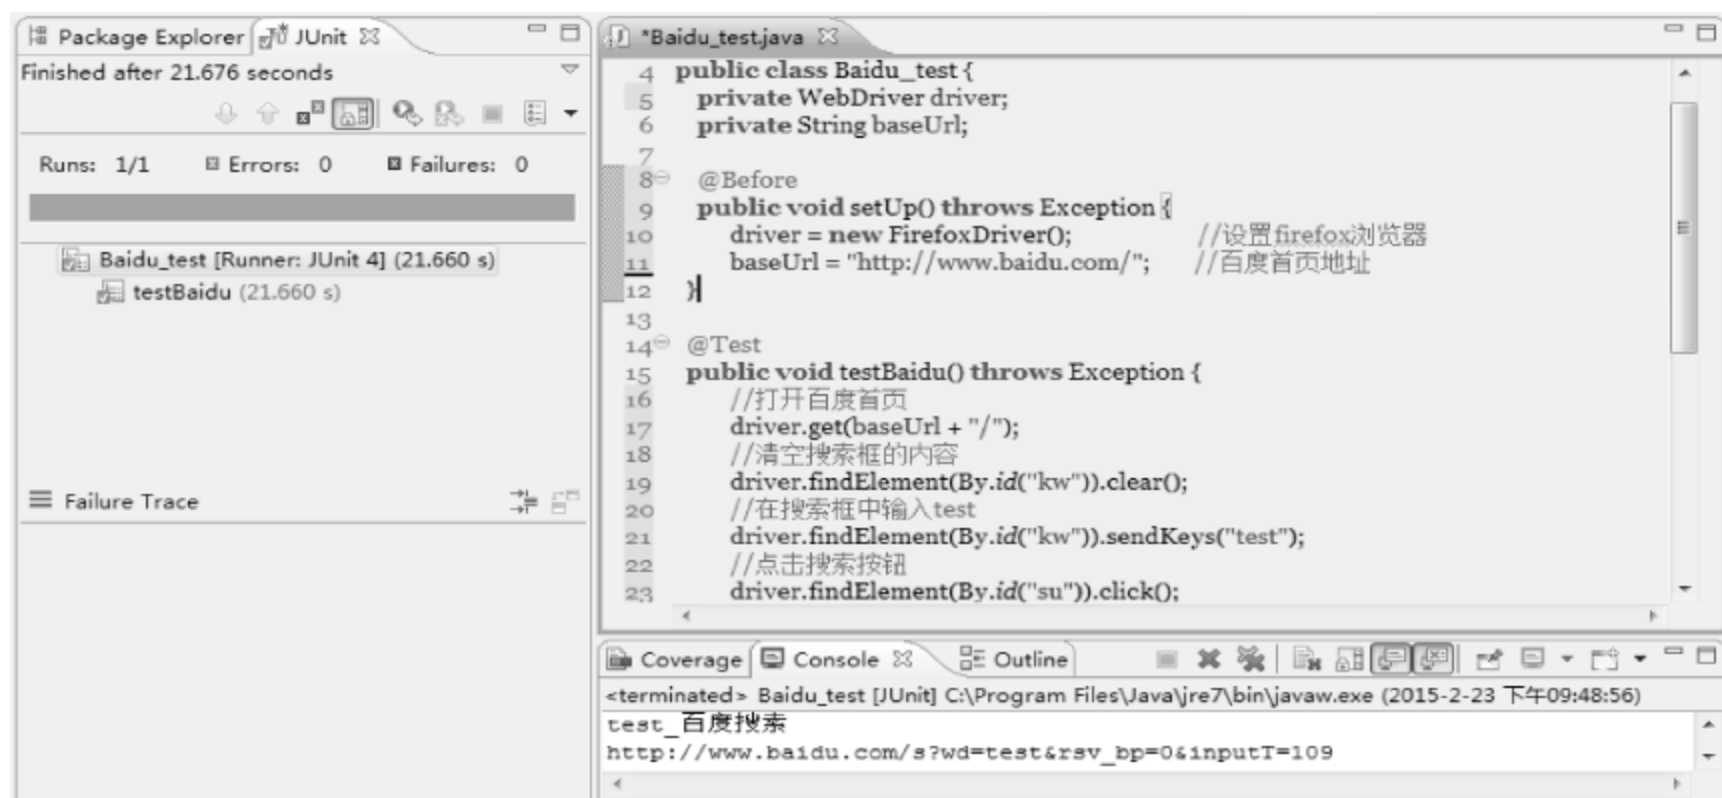 Package Explorer JUnit
Finished after 21.676 seconds
Runs: 1/1 Errors: 0 Failures: 0
Baidu_test [Runner: JUnit 4] (21.660 s)
testBaidu (21.660 s)
Failure Trace
*Baidu_test.java
4 public class Baidu_test {
5 private WebDriver driver;
6 private String baseUrl;
7
8 @Before
9 public void setUp() throws Exception {
10 driver = new FirefoxDriver(); //设置firefox浏览器
11 baseUrl = "http://www.baidu.com/"; //百度首页地址
12 }
13
14 @Test
15 public void testBaidu() throws Exception {
16 //打开百度首页
17 driver.get(baseUrl + "/");
18 //清空搜索框的内容
19 driver.findElement(By.id("kw")).clear();
20 //在搜索框中输入test
21 driver.findElement(By.id("kw")).sendKeys("test");
22 //点击搜索按钮
23 driver.findElement(By.id("su")).click();
Coverage Console Outline
<terminated> Baidu_test [JUnit] C:\Program Files\Java\jre7\bin\javaw.exe (2015-2-23 下午09:48:56)
test_百度搜索
http://www.baidu.com/s?wd=test&rsv_bp=0&inputT=109